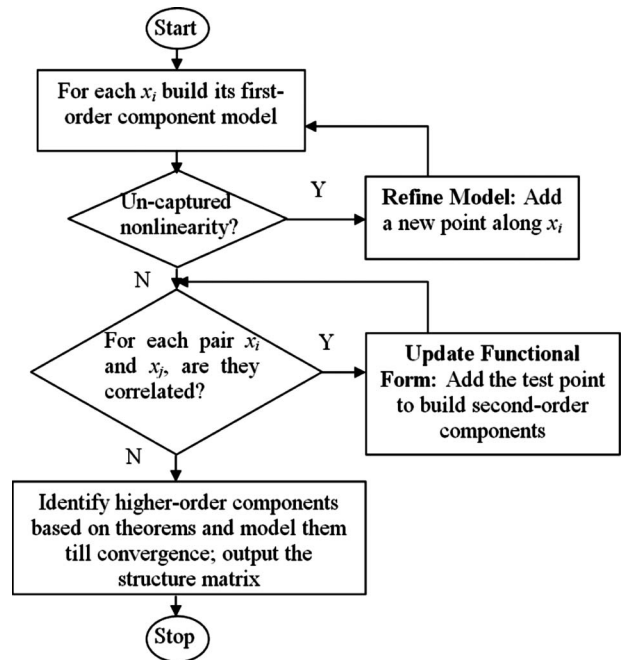 Start
For each xi build its first-
order component model
Un-captured
nonlinearity?
Y
Refine Model: Add
a new point along xi
N
For each pair xi
and xj, are they
correlated?
Y
Update Functional
Form: Add the test point
to build second-order
components
N
Identify higher-order components
based on theorems and model them
till convergence; output the
structure matrix
Stop